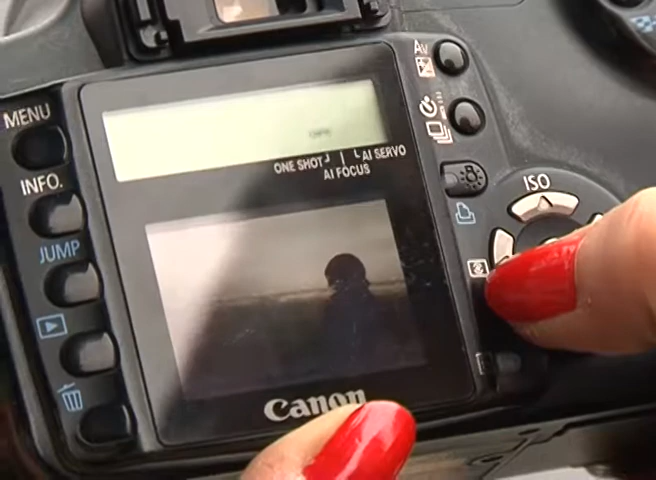 Av
MENU
INFO.
ONE SHOT AI SERVO
AI FOCUS
ISO
JUMP
Canon